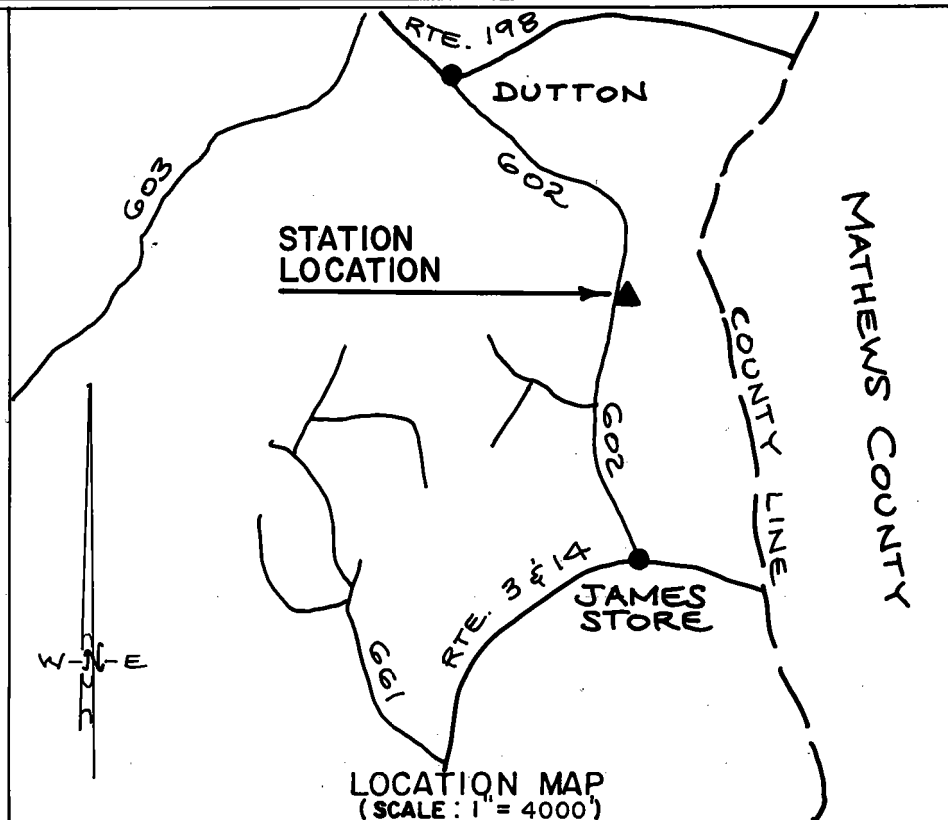 RTE. 198
DUTTON
603
602
STATION
LOCATION
MATHEWS COUNTY
COUNTY LINE
602
RTE. 3 & 14
JAMES
STORE
W N E
661
LOCATION MAP
(SCALE: 1" = 4000')